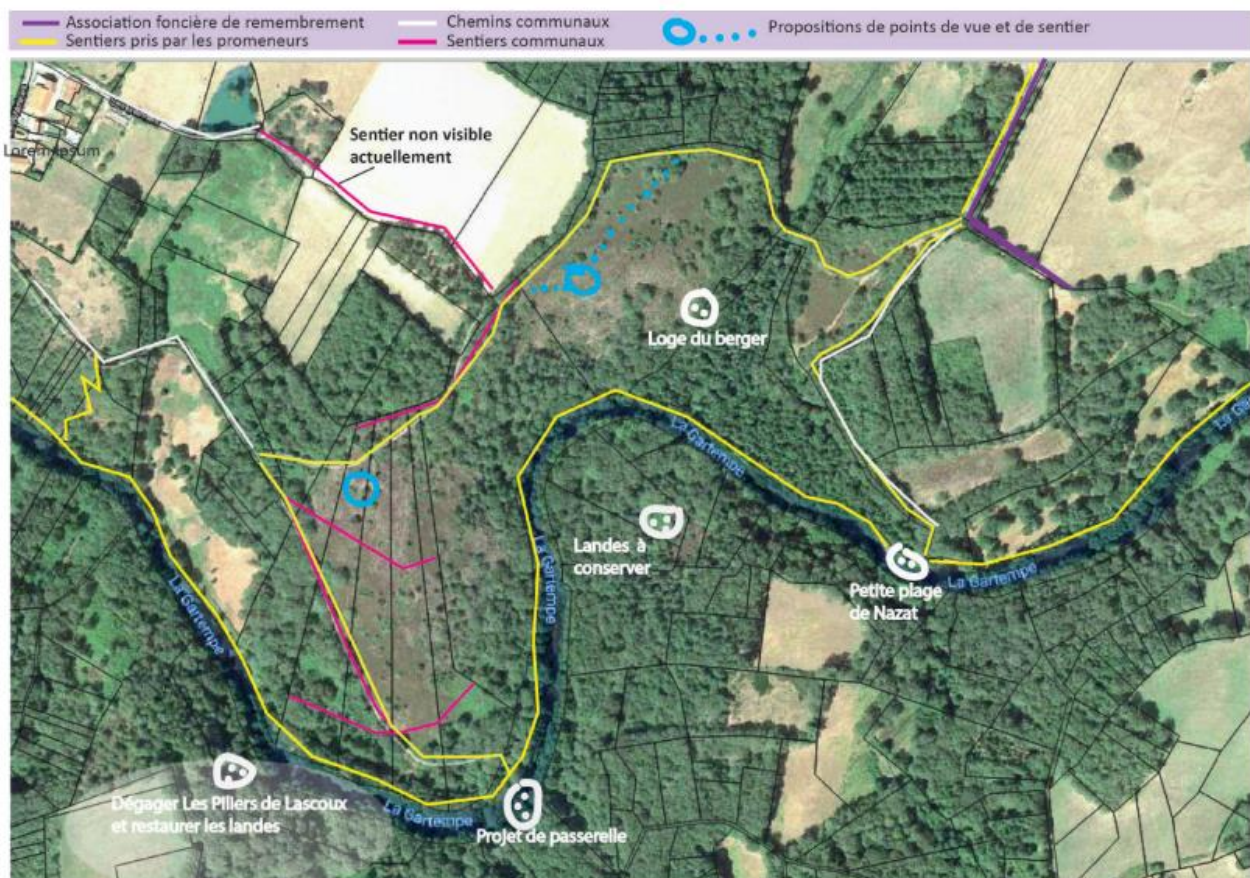 Association foncière de remembrement
Chemins communaux
Propositions de points de vue et de sentier
Sentiers pris par les promeneurs
Sentiers communaux
Sentier non visible
actuellement
Lorem ipsum
Loge du berger
La Gartempe
Landes à
conserver
La Gartempe
Petite plage
de Nazat
La Gartempe
La Gartempe
Dégager Les Piliers de Lascoux
et restaurer les landes
La Gartempe
Projet de passerelle